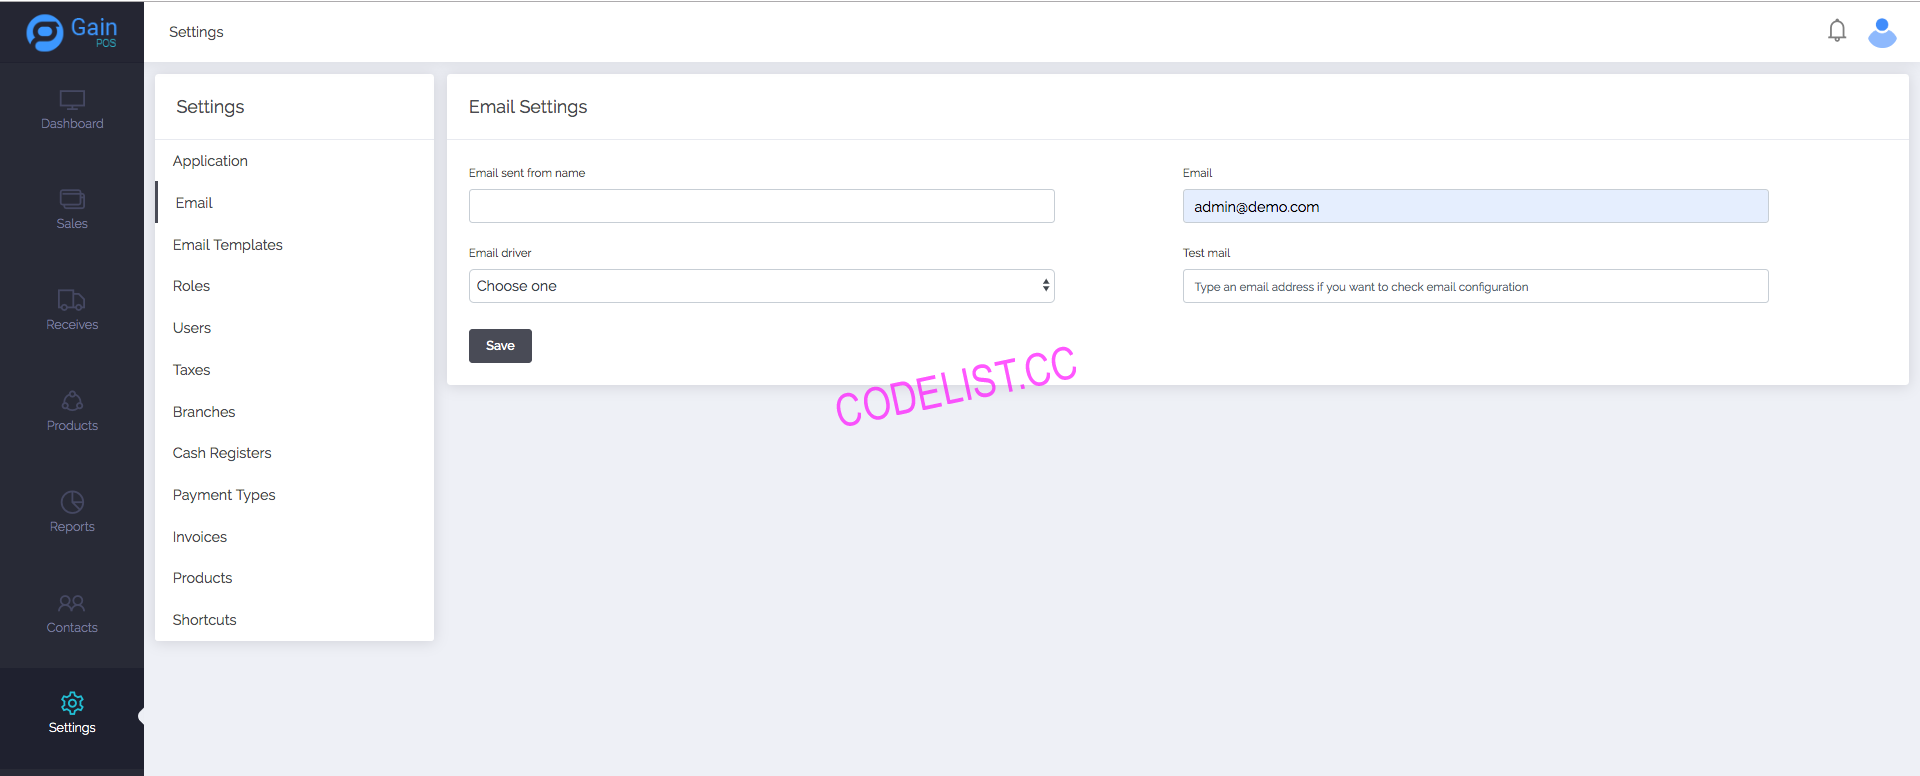 Gain
POS
Settings
Dashboard
Sales
Receives
Products
Reports
Contacts
Settings
Settings
Application
Email
Email Templates
Roles
Users
Taxes
Branches
Cash Registers
Payment Types
Invoices
Products
Shortcuts
Email Settings
Email sent from name
Email
admin@demo.com
Email driver
Choose one
Test mail
Type an email address if you want to check email configuration
Save
CODELIST.CC